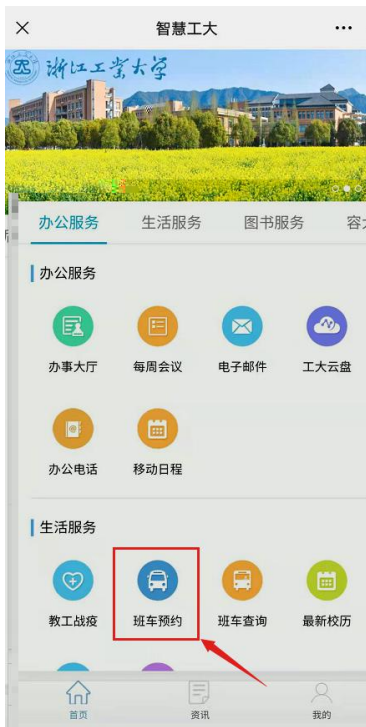 智慧工大
浙江工业大学
办公服务 生活服务 图书服务
办公服务
办事大厅 每周会议 电子邮件 工大云盘
办公电话 移动日程
生活服务
教工战疫 班车预约 班车查询 最新校历
首页 资讯 我的